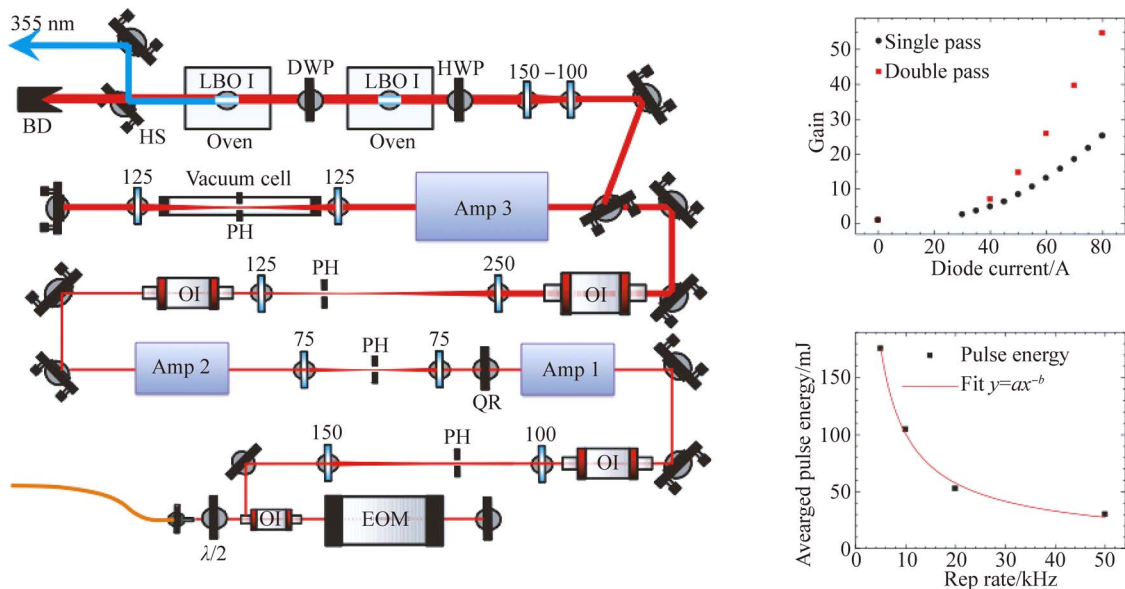 355 nm
LBO I
DWP
LBO I
HWP
150 –100
BD
HS
Oven
Oven
125
Vacuum cell
125
Amp 3
PH
OI
125
PH
250
OI
Amp 2
75
PH
75
QR
Amp 1
150
PH
100
OI
λ/2
OI
EOM
Single pass
Double pass
Gain
50
40
30
20
10
0
0 20 40 60 80
Diode current/A
Pulse energy
Fit y=ax⁻ᵇ
Avearged pulse energy/mJ
150
100
50
0
0 10 20 30 40 50
Rep rate/kHz